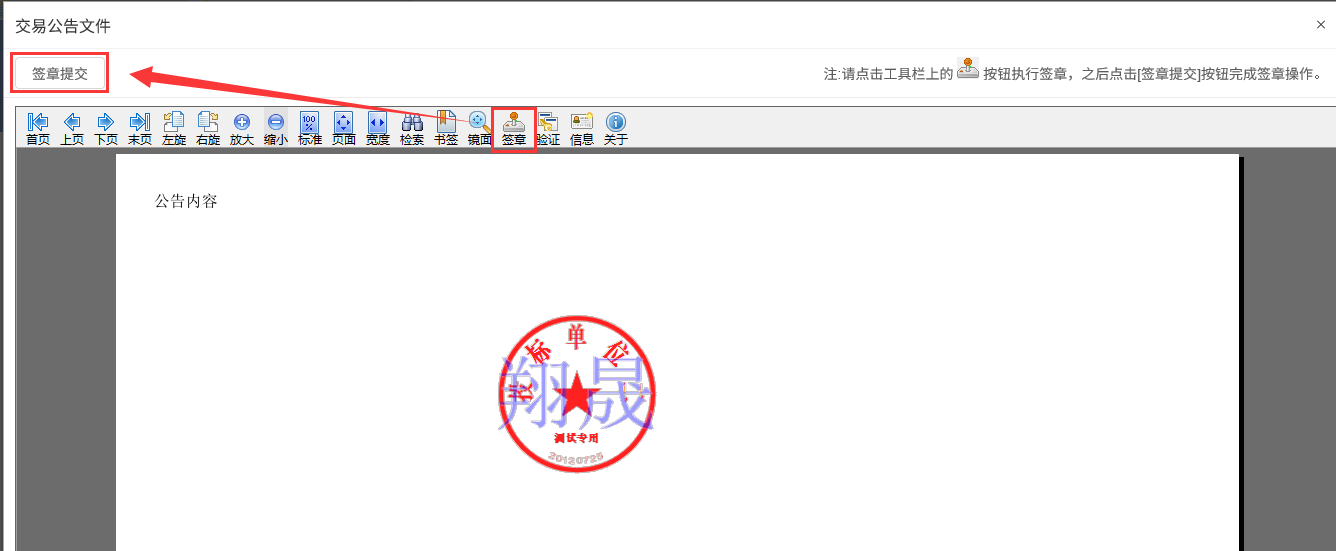 交易公告文件
×
签章提交
注:请点击工具栏上的 按钮执行签章，之后点击[签章提交]按钮完成签章操作。
首页 上页 下页 末页 左旋 右旋 放大 缩小 标准 页面 宽度 检索 书签 镜面 签章 验证 信息 关于
100%
公告内容
投标单位一
翔晟
测试专用
20120725